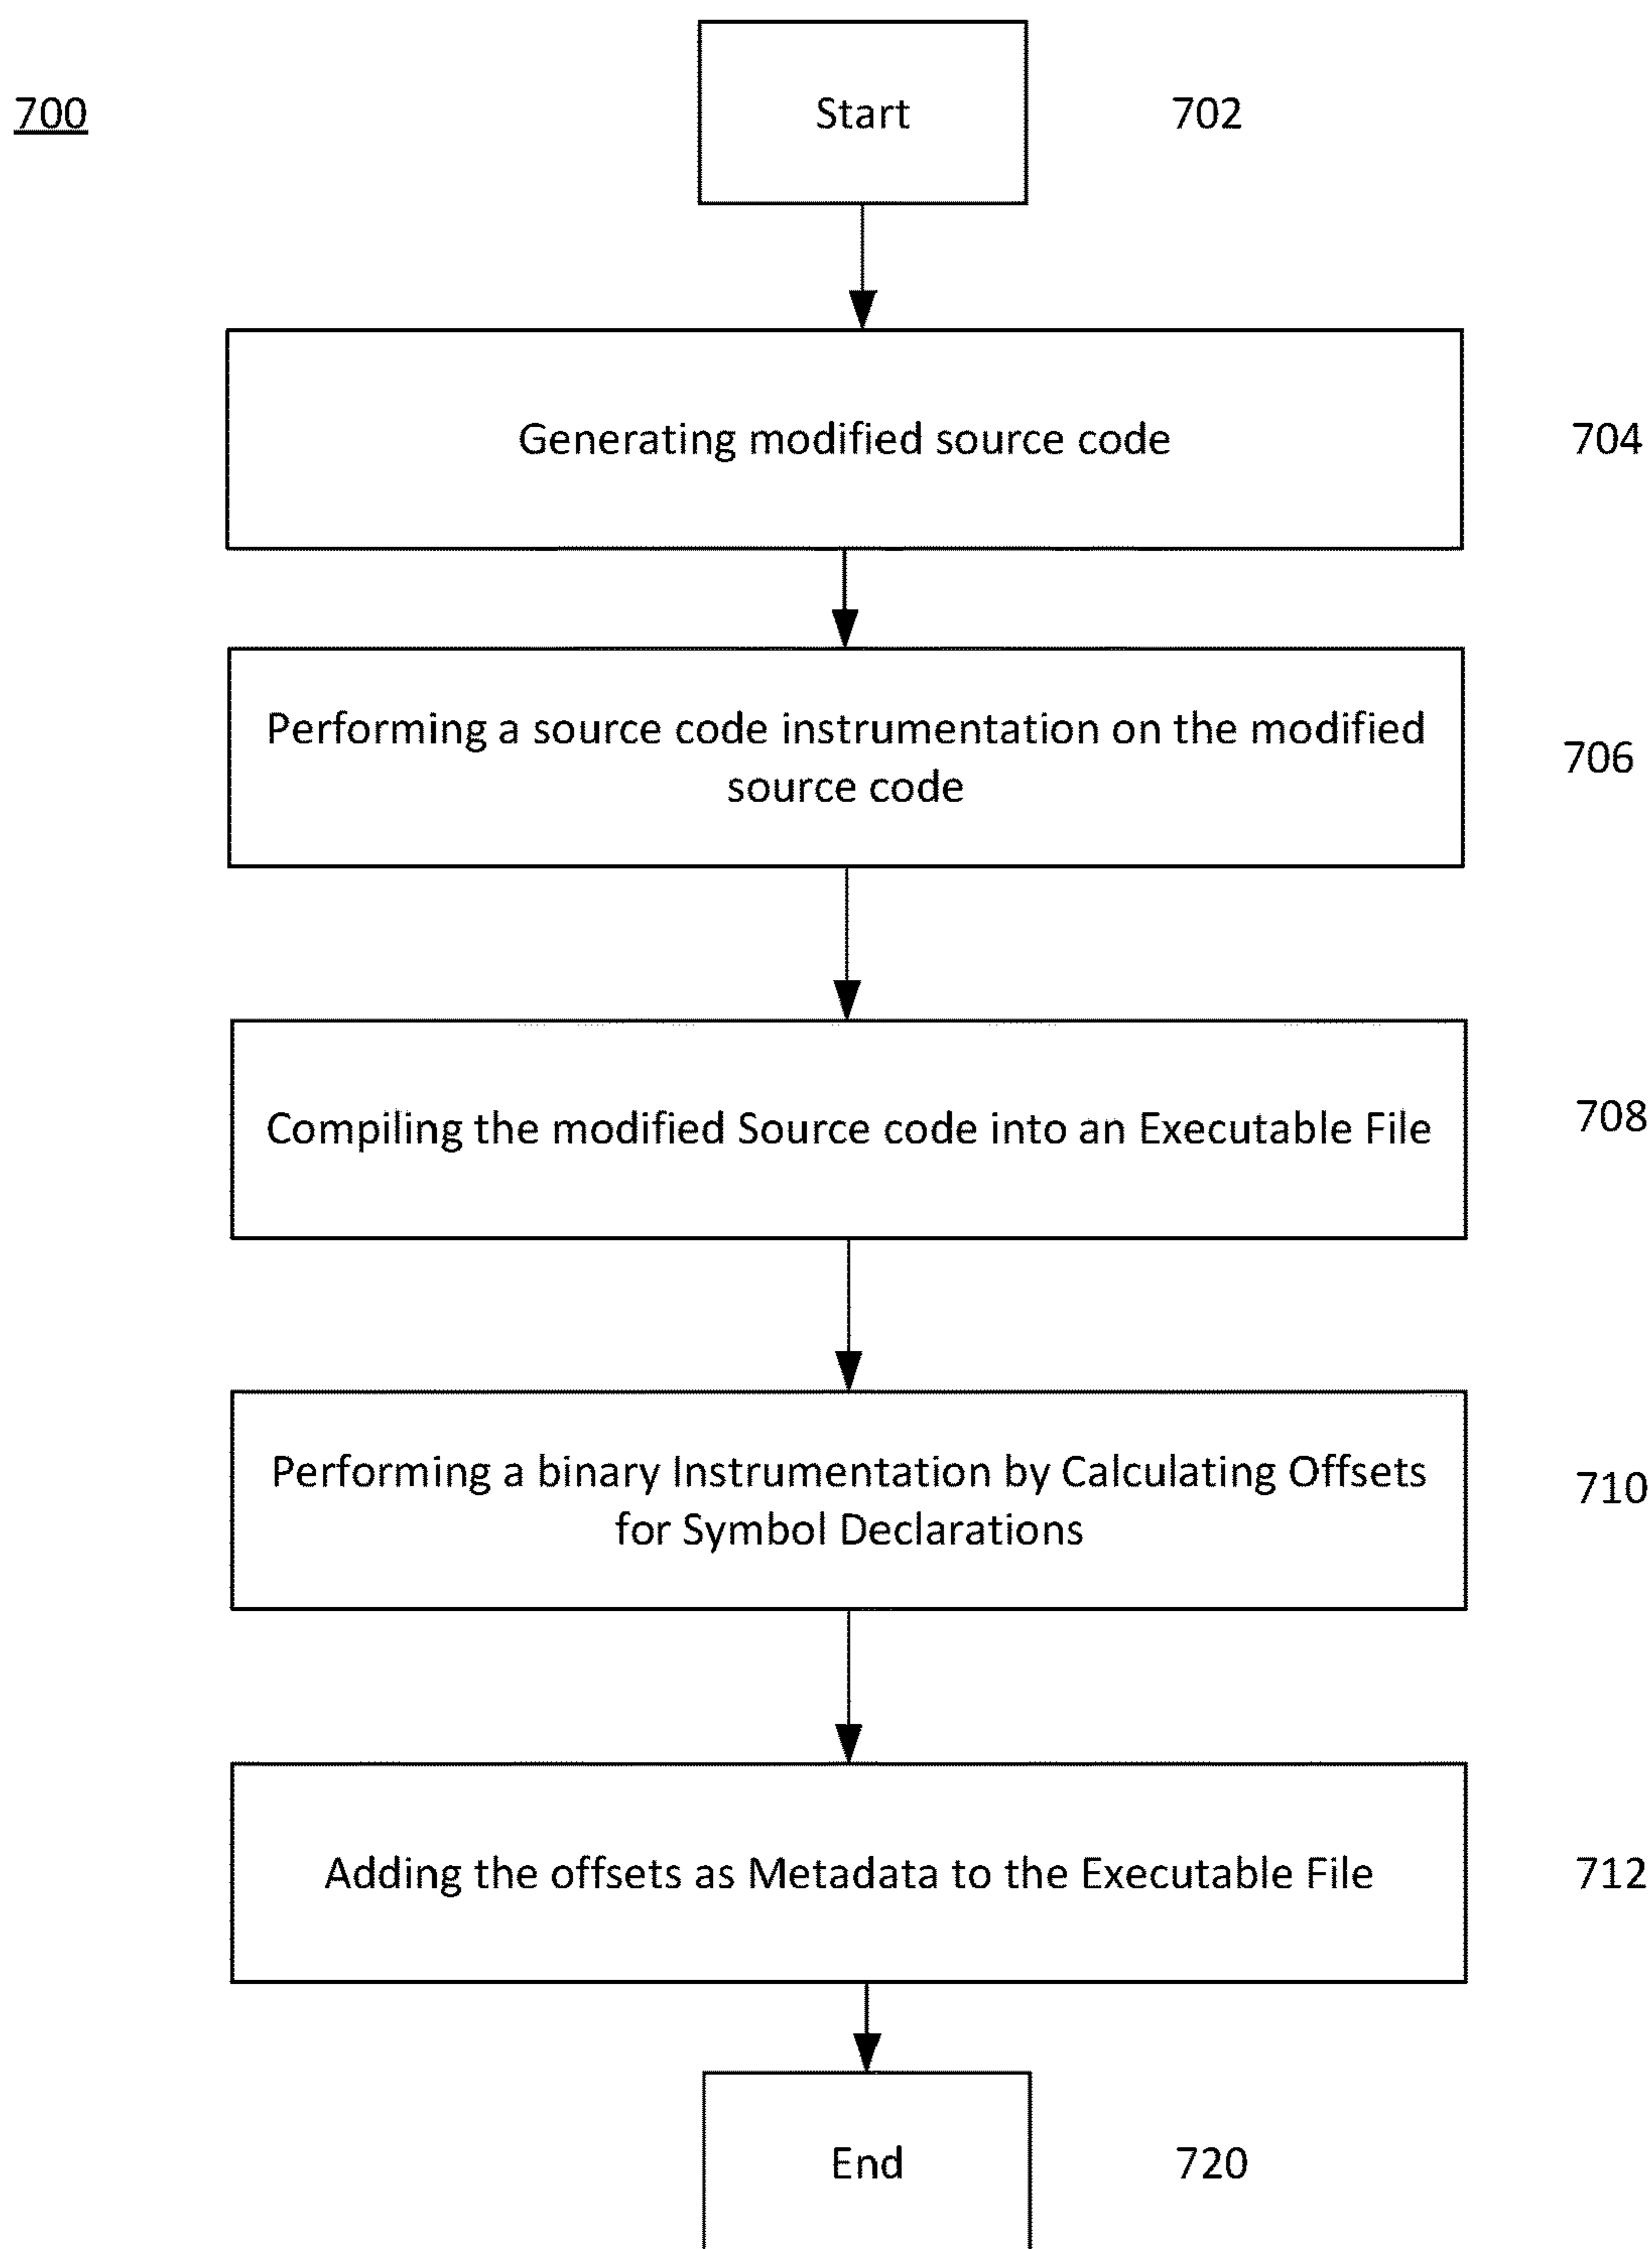 700
Start
702
Generating modified source code
704
Performing a source code instrumentation on the modified
source code
706
Compiling the modified Source code into an Executable File
708
Performing a binary Instrumentation by Calculating Offsets
for Symbol Declarations
710
Adding the offsets as Metadata to the Executable File
712
End
720